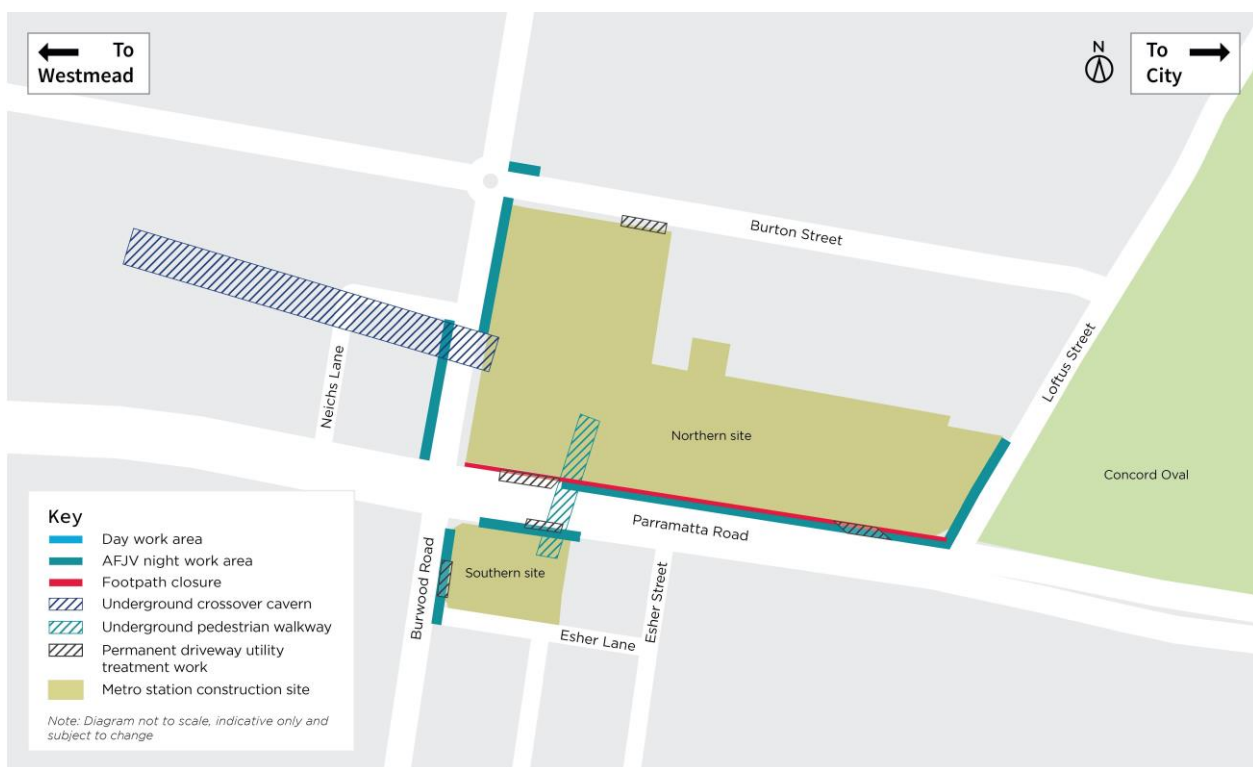 To
Westmead
N
To
City
Burton Street
Neichs Lane
Loftus Street
Northern site
Concord Oval
Parramatta Road
Burwood Road
Southern site
Esher Street
Esher Lane
Key
Day work area
AFJV night work area
Footpath closure
Underground crossover cavern
Underground pedestrian walkway
Permanent driveway utility
treatment work
Metro station construction site
Note: Diagram not to scale, indicative only and
subject to change